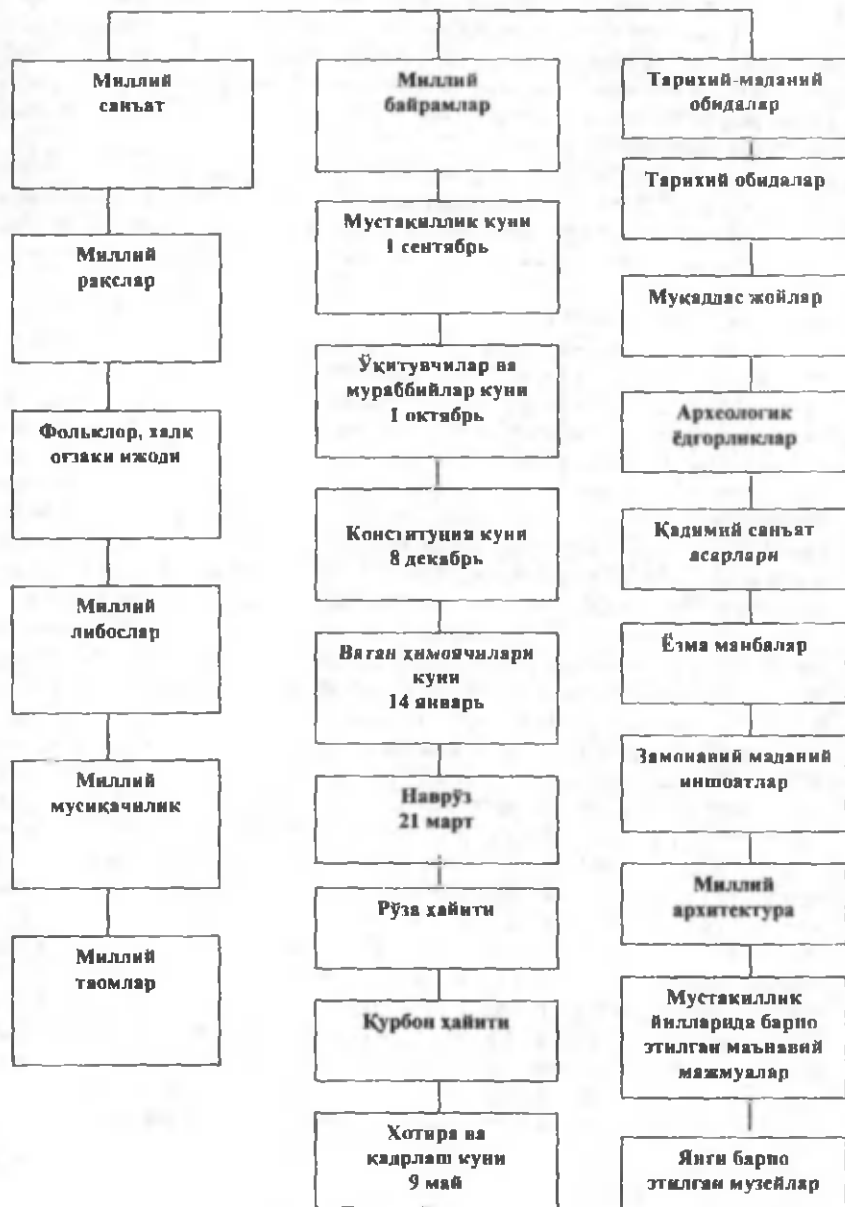 Миллий
санъат
Миллий
рақслар
Фольклор, халқ
оғзаки ижоди
Миллий
либослар
Миллий
мусиқачилик
Миллий
таомлар
Миллий
байрамлар
Мустақиллик куни
1 сентябрь
Ўқитувчилар ва
мураббийлар куни
1 октябрь
Конституция куни
8 декабрь
Ватан ҳимоячилари
куни
14 январь
Наврўз
21 март
Рўза ҳайити
Қурбон ҳайити
Хотира ва
қадрлаш куни
9 май
Тарихий-маданий
обидалар
Тарихий обидалар
Муқаддас жойлар
Археологик
ёдгорликлар
Қадимий санъат
асарлари
Ёзма манбалар
Замонавий маданий
иншоатлар
Миллий
архитектура
Мустақиллик
йилларида барпо
этилган маънавий
мажмуалар
Янги барпо
этилган музейлар